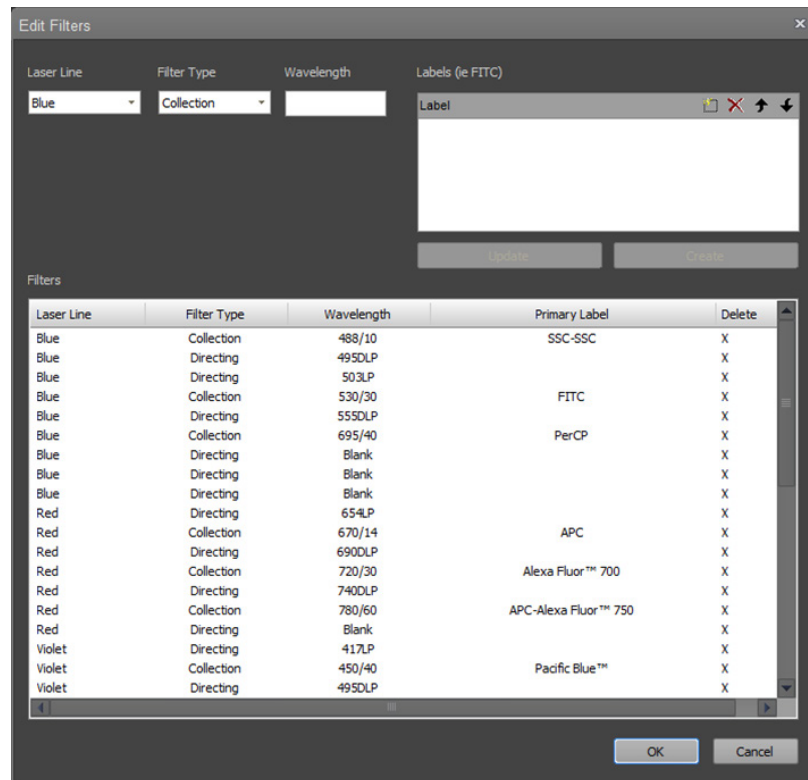 Edit Filters
Laser Line Filter Type Wavelength Labels (ie FITC)
Blue Collection Label
Update Create
Filters
Laser Line Filter Type Wavelength Primary Label Delete
Blue Collection 488/10 SSC-SSC X
Blue Directing 495DLP X
Blue Directing 503LP X
Blue Collection 530/30 FITC X
Blue Directing 555DLP X
Blue Collection 695/40 PerCP X
Blue Directing Blank X
Blue Directing Blank X
Blue Directing Blank X
Red Directing 654LP X
Red Collection 670/14 APC X
Red Directing 690DLP X
Red Collection 720/30 Alexa Fluor™ 700 X
Red Directing 740DLP X
Red Collection 780/60 APC-Alexa Fluor™ 750 X
Red Directing Blank X
Violet Directing 417LP X
Violet Collection 450/40 Pacific Blue™ X
Violet Directing 495DLP X
OK Cancel